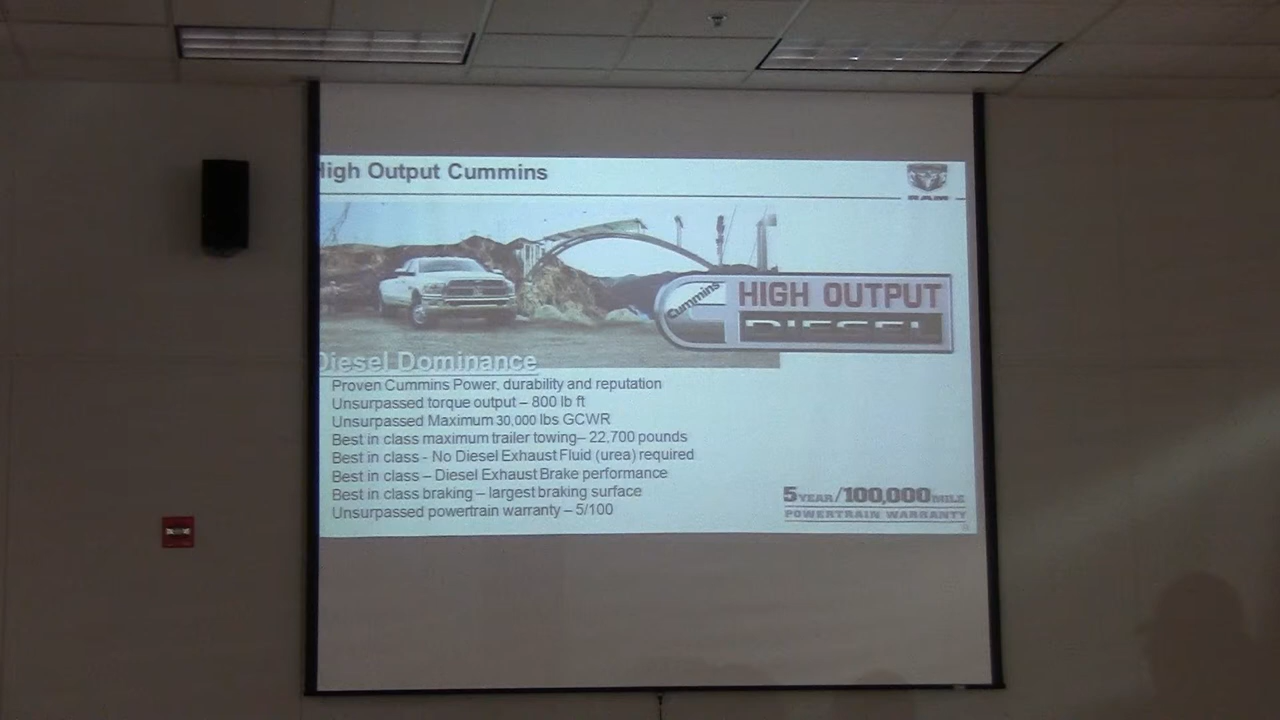 High Output Cummins
RAM
Cummins
HIGH OUTPUT
DIESEL
Diesel Dominance
Proven Cummins Power, durability and reputation
Unsurpassed torque output – 800 lb ft
Unsurpassed Maximum 30,000 lbs GCWR
Best in class maximum trailer towing– 22,700 pounds
Best in class - No Diesel Exhaust Fluid (urea) required
Best in class – Diesel Exhaust Brake performance
Best in class braking – largest braking surface
Unsurpassed powertrain warranty – 5/100
5 YEAR/100,000 MILE
POWERTRAIN WARRANTY